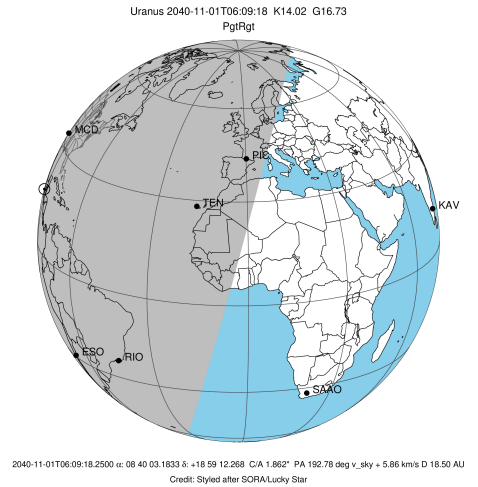 Uranus 2040-11-01T06:09:18 K14.02 G16.73
PgtRgt
MCD
PIC
TEN
KAV
ESO
RIO
SAAO
2040-11-01T06:09:18.2500 α: 08 40 03.1833 δ: +18 59 12.268 C/A 1.862" PA 192.78 deg v_sky + 5.86 km/s D 18.50 AU
Credit: Styled after SORA/Lucky Star